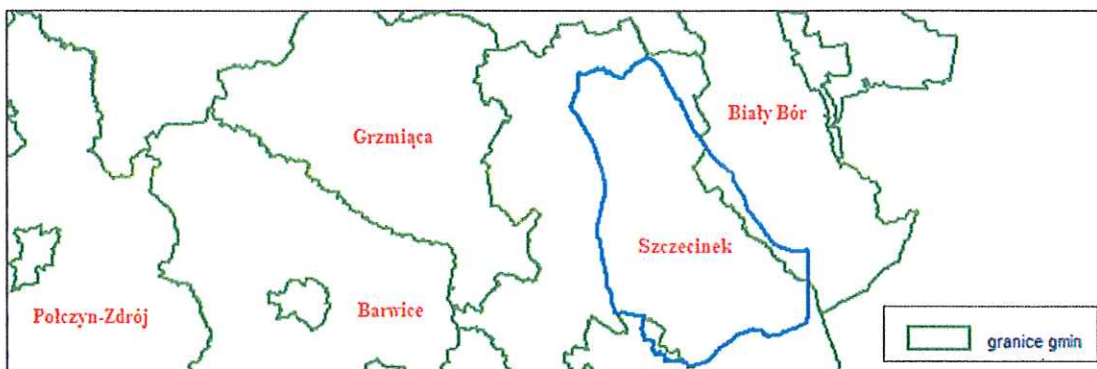 Biały Bór
Grzmiąca
Szczecinek
Połczyn-Zdrój
Barwice
granice gmin